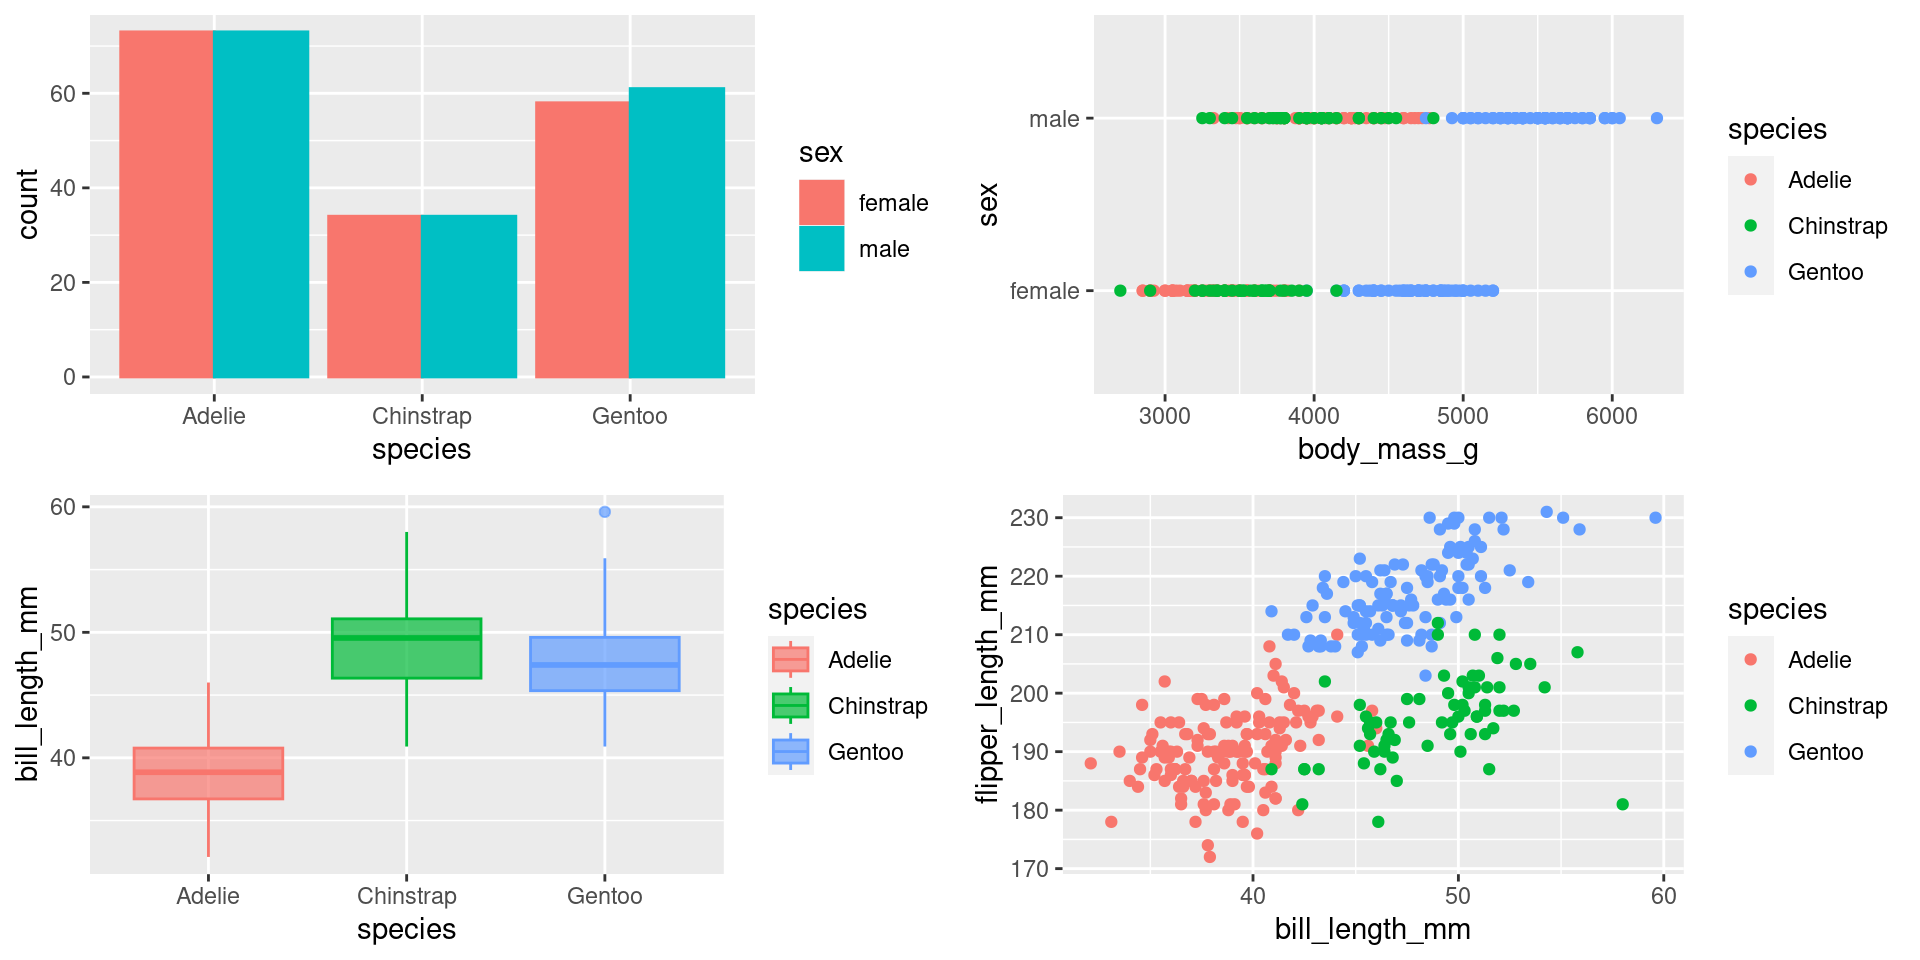 60
40
20
0
count
Adelie
Chinstrap
Gentoo
species
sex
female
male
male
female
sex
3000
4000
5000
6000
body_mass_g
species
Adelie
Chinstrap
Gentoo
60
50
40
bill_length_mm
Adelie
Chinstrap
Gentoo
species
species
Adelie
Chinstrap
Gentoo
230
220
210
200
190
180
170
flipper_length_mm
40
50
60
bill_length_mm
species
Adelie
Chinstrap
Gentoo